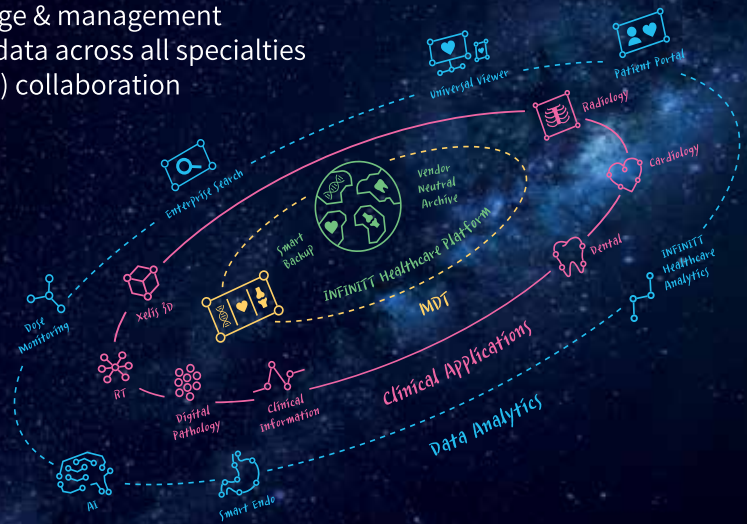 ge & management
data across all specialties
) collaboration
Universal Viewer
Patient Portal
Enterprise Search
Radiology
Cardiology
Vendor
Neutral
Archive
Smart
Backup
INFINITT Healthcare Platform
MDT
Dental
INFINITT
Healthcare
Analytics
Dose
Monitoring
Xelis 3D
RT
Digital
Pathology
Clinical
Information
Clinical Applications
Data Analytics
AI
Smart Endo